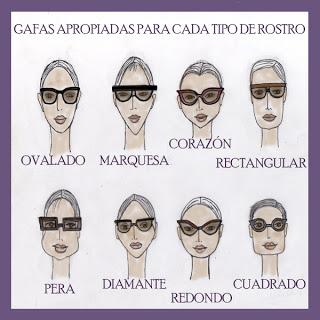 GAFAS APROPIADAS PARA CADA TIPO DE ROSTRO
OVALADO
MARQUESA
CORAZÓN
RECTANGULAR
PERA
DIAMANTE
REDONDO
CUADRADO